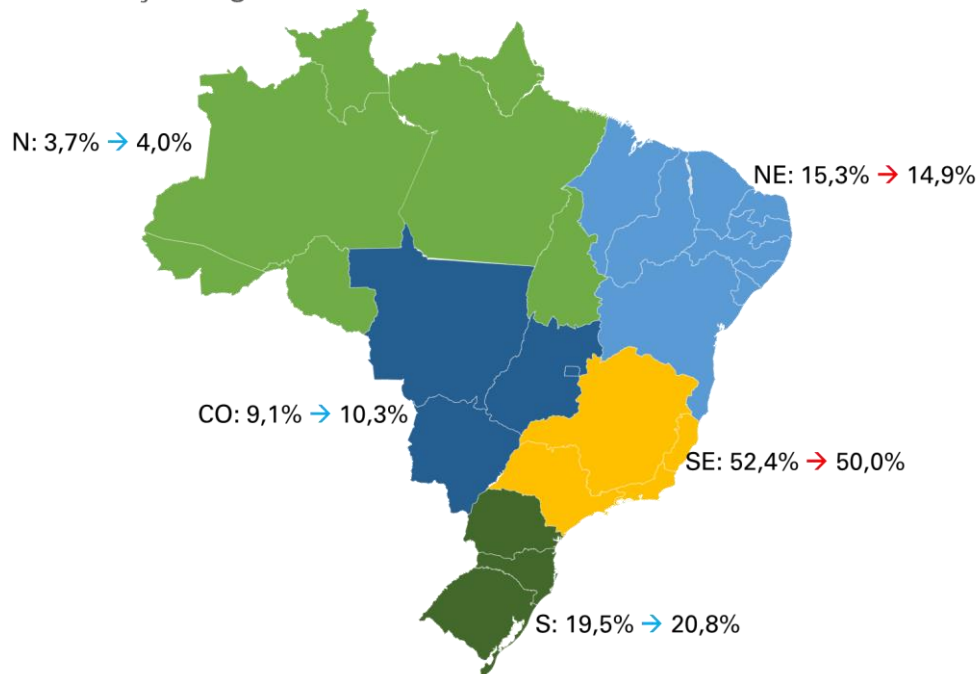 N: 3,7% → 4,0%
NE: 15,3% → 14,9%
CO: 9,1% → 10,3%
SE: 52,4% → 50,0%
S: 19,5% → 20,8%